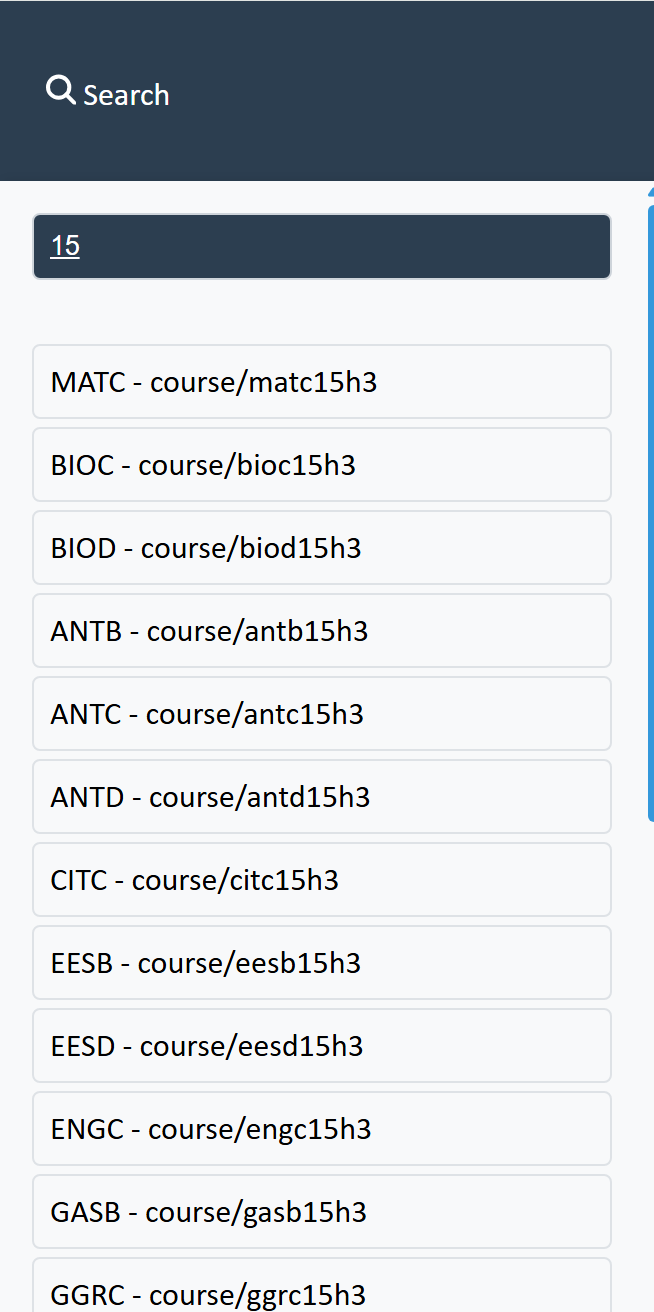 Search
15
MATC - course/matc15h3
BIOC - course/bioc15h3
BIOD - course/biod15h3
ANTB - course/antb15h3
ANTC - course/antc15h3
ANTD - course/antd15h3
CITC - course/citc15h3
EESB - course/eesb15h3
EESD - course/eesd15h3
ENGC - course/engc15h3
GASB - course/gasb15h3
GGRC - course/ggrc15h3